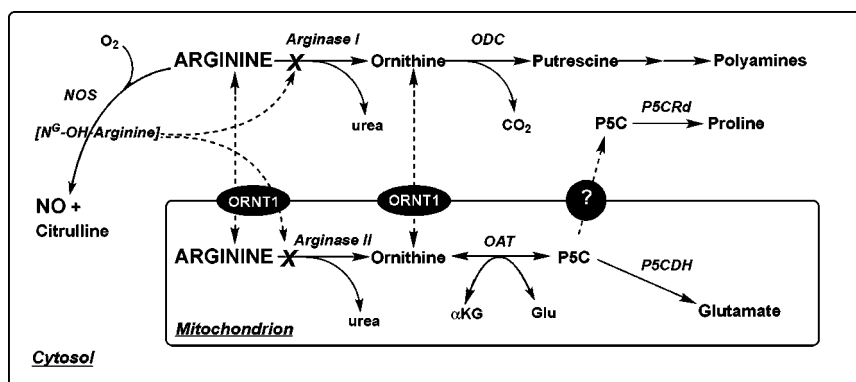 O2
ARGININE
X
Arginase I
Ornithine
ODC
Putrescine
Polyamines
NOS
urea
CO2
P5C
P5CRd
Proline
[NG-OH-Arginine]
NO +
Citrulline
ORNT1
ORNT1
?
ARGININE
X
Arginase II
Ornithine
OAT
P5C
P5CDH
urea
αKG
Glu
Glutamate
Mitochondrion
Cytosol